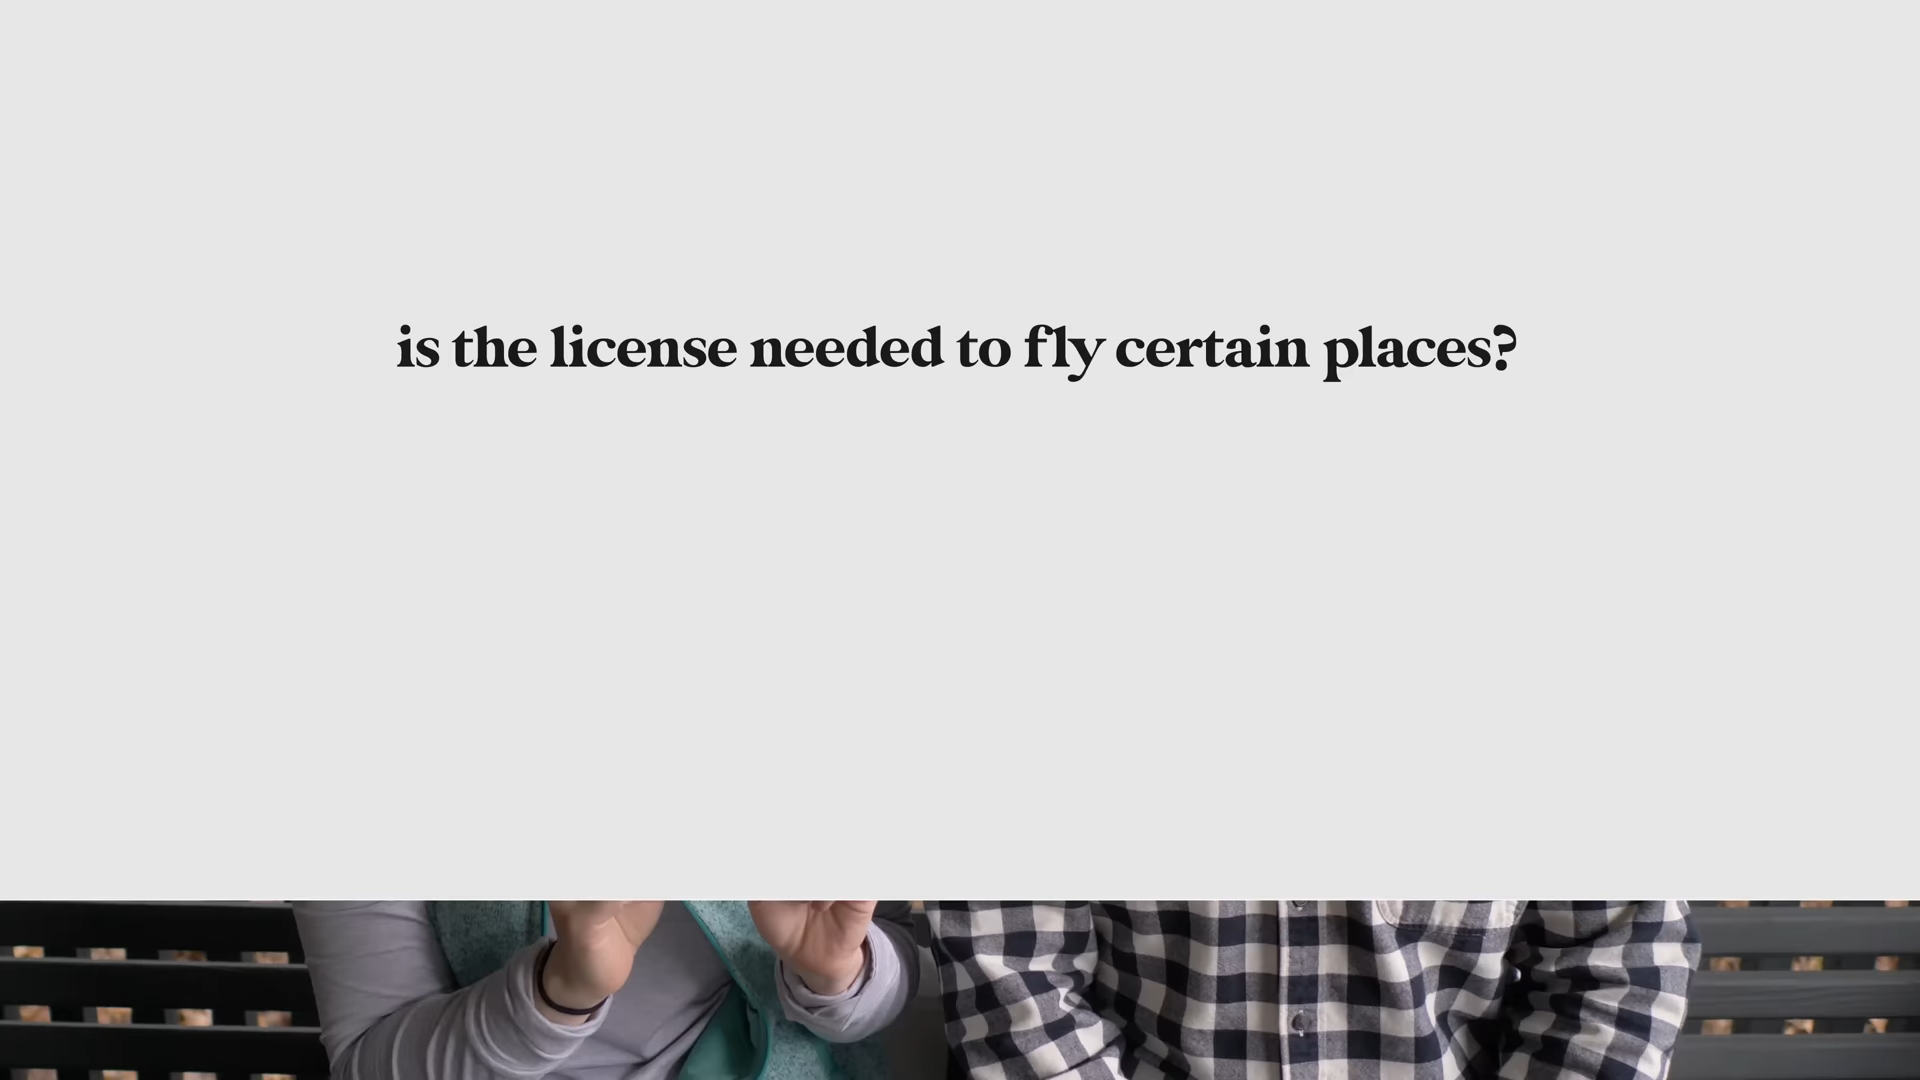 is the license needed to fly certain places?